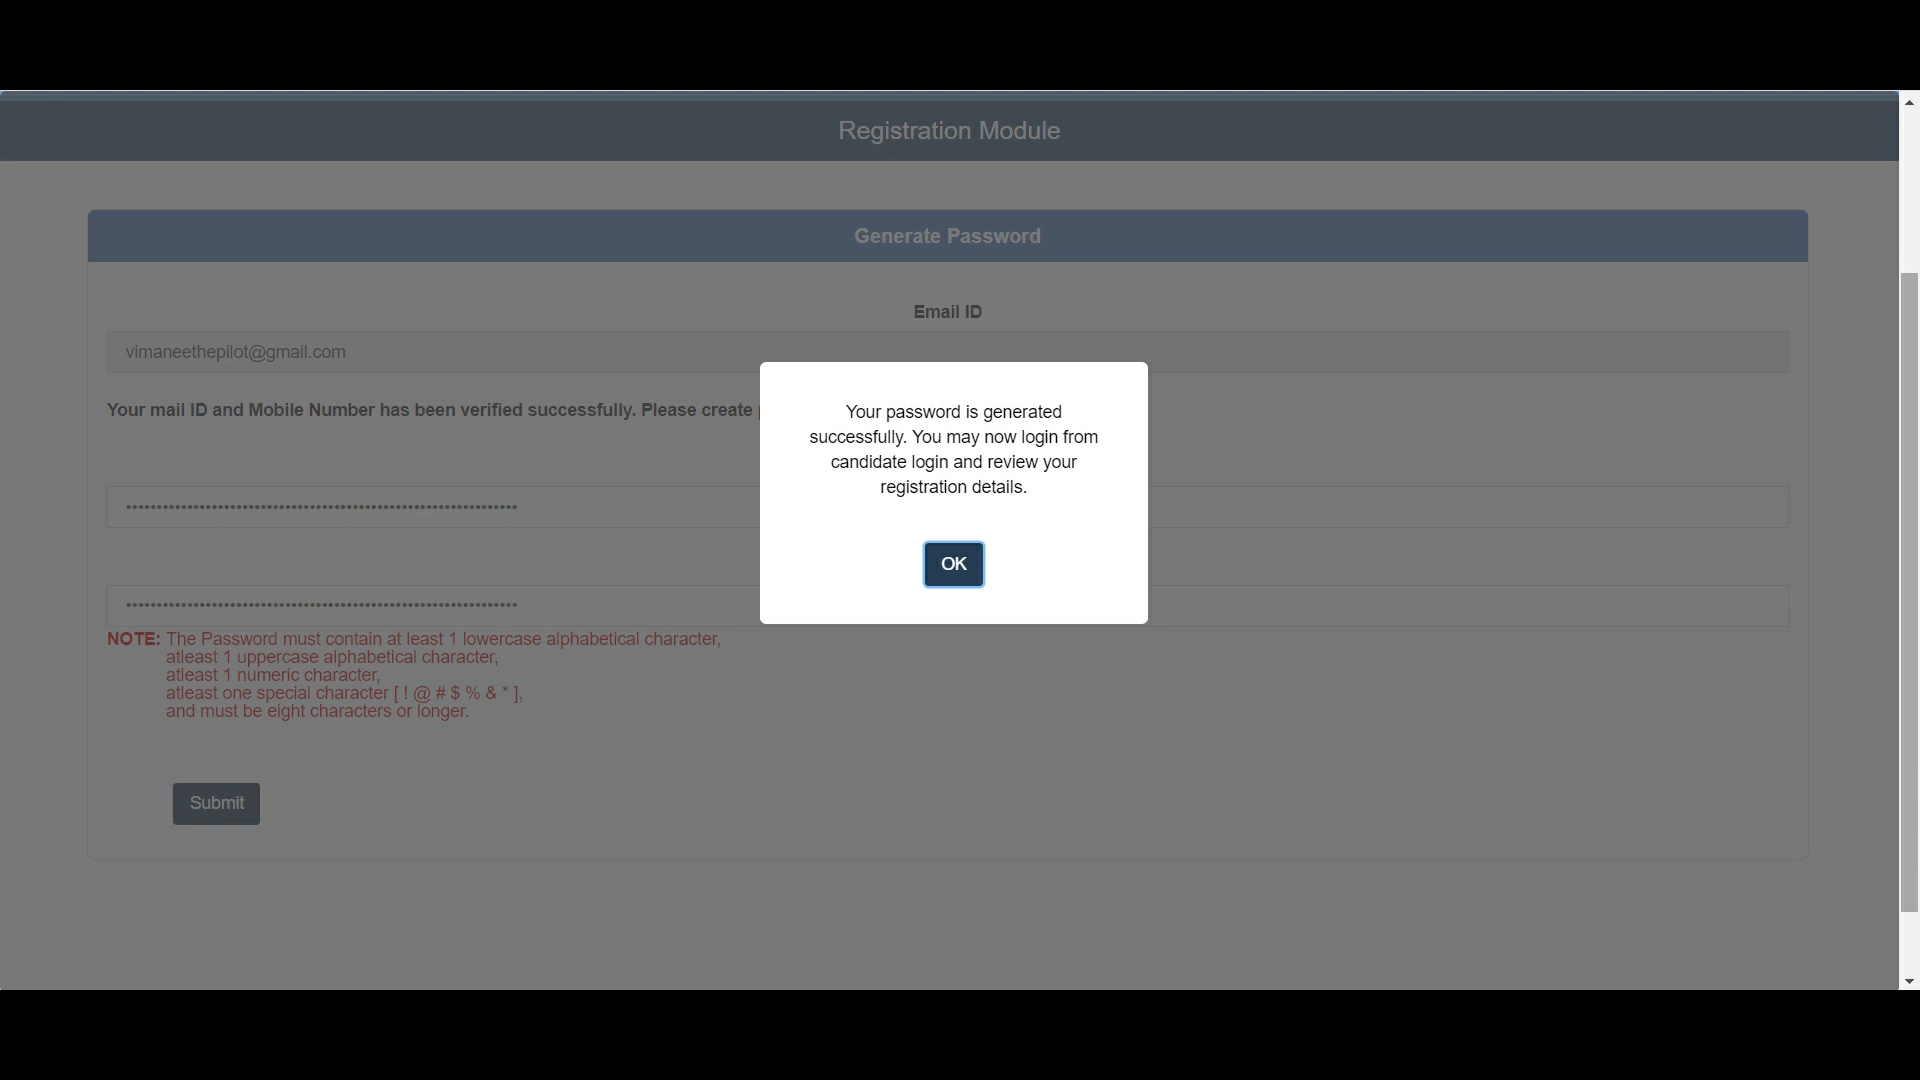 Registration Module
Generate Password
Email ID
vimaneethepilot@gmail.com
Your mail ID and Mobile Number has been verified successfully. Please create
Your password is generated
successfully. You may now login from
candidate login and review your
registration details.
OK
NOTE: The Password must contain at least 1 lowercase alphabetical character,
atleast 1 uppercase alphabetical character,
atleast 1 numeric character,
atleast one special character [ ! @ # $ % & * ],
and must be eight characters or longer.
Submit